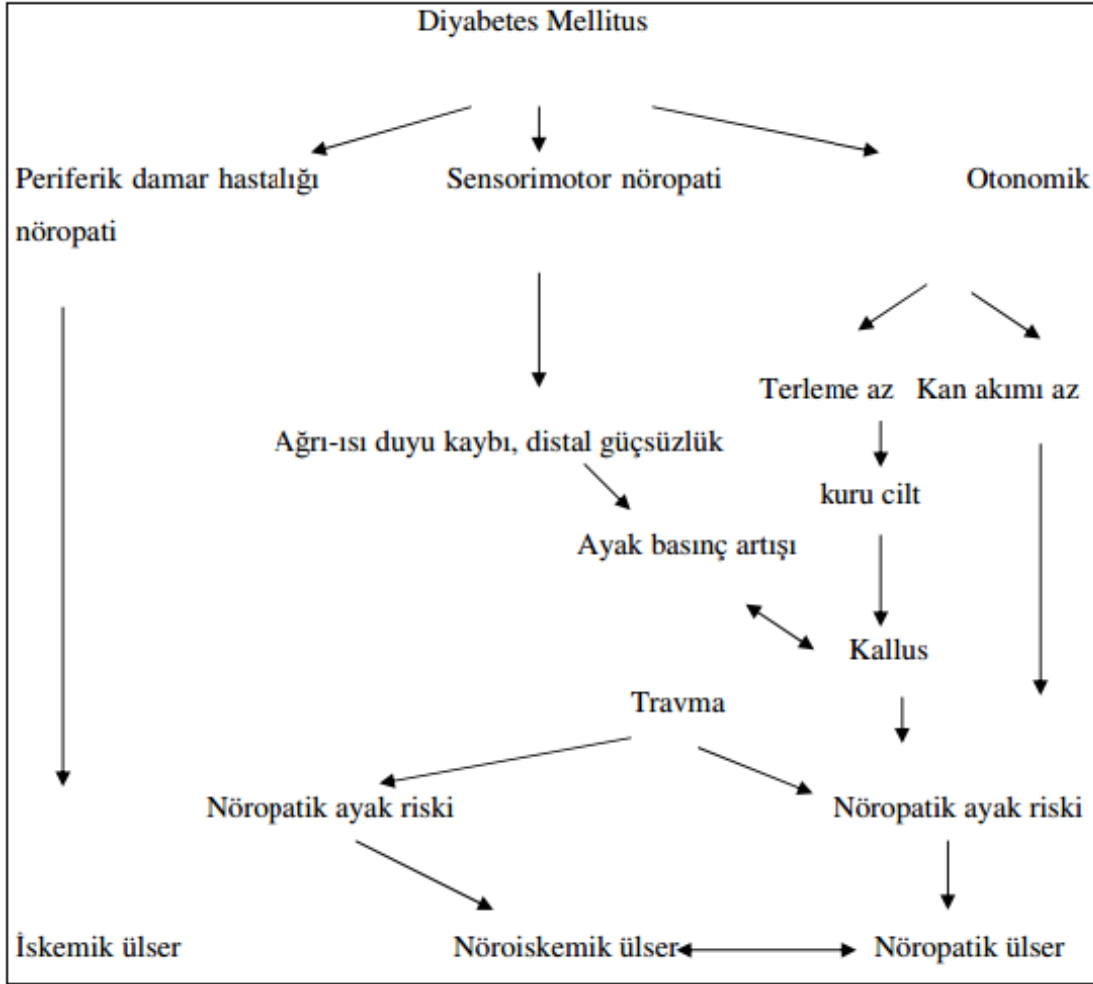 Diyabetes Mellitus
Periferik damar hastalığı Sensorimotor nöropati Otonomik
nöropati
Terleme az Kan akımı az
Ağrı-ısı duyu kaybı, distal güçsüzlük
kuru cilt
Ayak basınç artışı
Kallus
Travma
Nöropatik ayak riski Nöropatik ayak riski
İskemik ülser Nöroiskemik ülser Nöropatik ülser